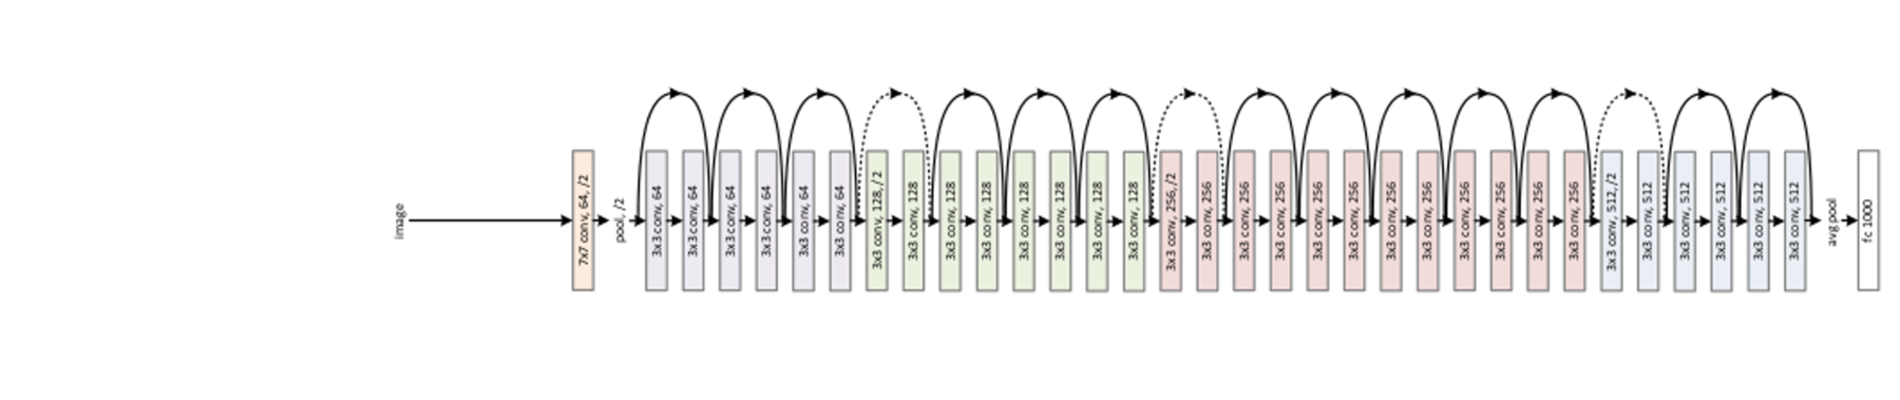 image
7x7 conv, 64, /2
pool, /2
3x3 conv, 64
3x3 conv, 64
3x3 conv, 64
3x3 conv, 64
3x3 conv, 64
3x3 conv, 64
3x3 conv, 128, /2
3x3 conv, 128
3x3 conv, 128
3x3 conv, 128
3x3 conv, 128
3x3 conv, 128
3x3 conv, 128
3x3 conv, 128
3x3 conv, 256, /2
3x3 conv, 256
3x3 conv, 256
3x3 conv, 256
3x3 conv, 256
3x3 conv, 256
3x3 conv, 256
3x3 conv, 256
3x3 conv, 256
3x3 conv, 256
3x3 conv, 256
3x3 conv, 256
3x3 conv, 512, /2
3x3 conv, 512
3x3 conv, 512
3x3 conv, 512
3x3 conv, 512
3x3 conv, 512
avg pool
fc 1000